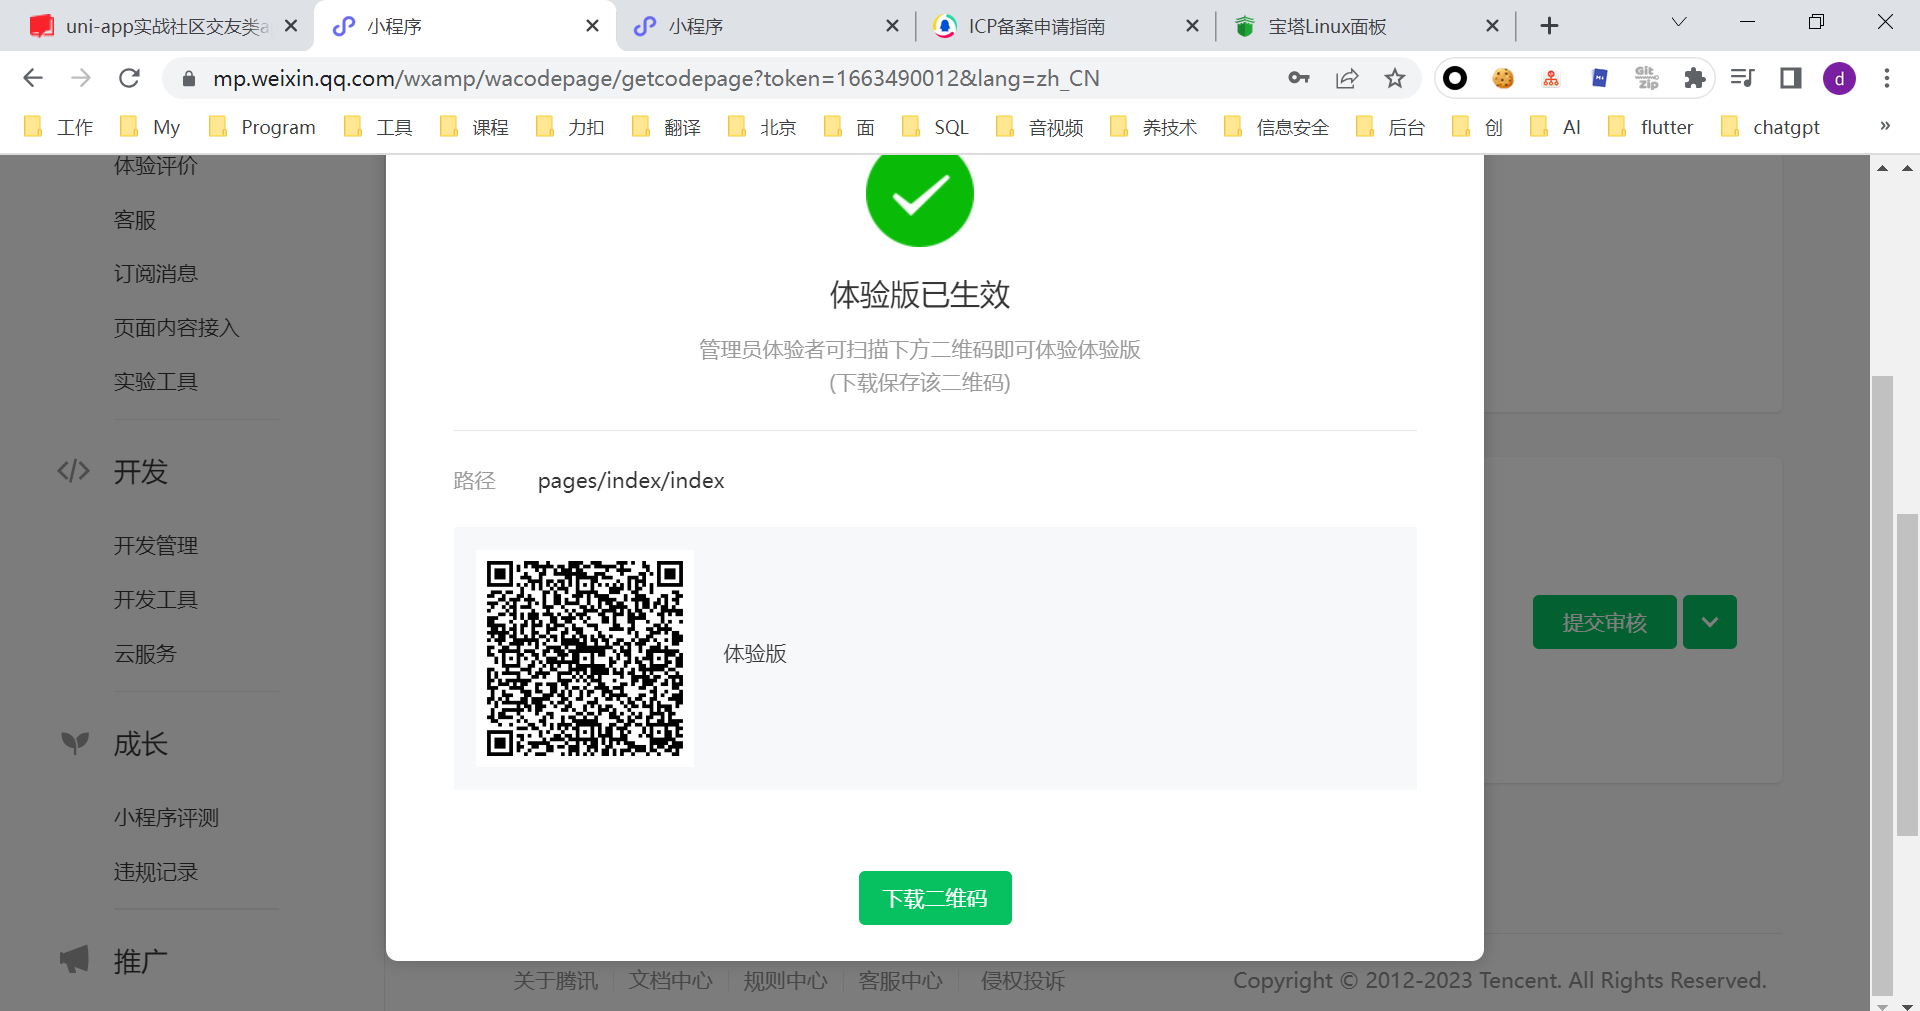 uni-app实战社区交友类a
小程序
小程序
ICP备案申请指南
宝塔Linux面板
mp.weixin.qq.com/wxamp/wacodepage/getcodepage?token=1663490012&lang=zh_CN
Git
Zip
d
工作
My
Program
工具
课程
力扣
翻译
北京
面
SQL
音视频
养技术
信息安全
后台
创
AI
flutter
chatgpt
»
体验评价
客服
订阅消息
页面内容接入
实验工具
开发
开发管理
开发工具
云服务
成长
小程序评测
违规记录
推广
体验版已生效
管理员体验者可扫描下方二维码即可体验体验版
(下载保存该二维码)
路径
pages/index/index
体验版
下载二维码
提交审核
关于腾讯
文档中心
规则中心
客服中心
侵权投诉
Copyright © 2012-2023 Tencent. All Rights Reserved.